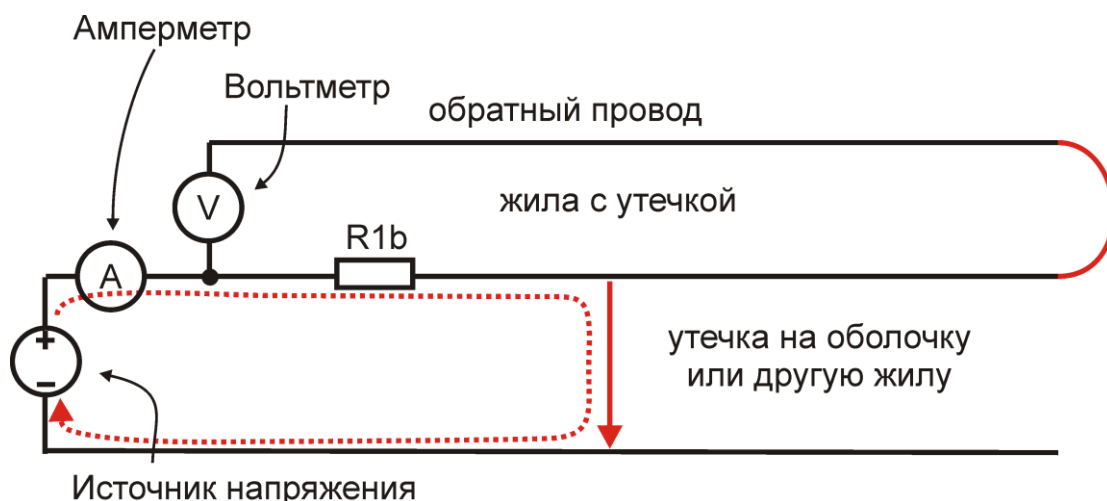 Амперметр
Вольтметр
обратный провод
V
жила с утечкой
R1b
A
+
−
утечка на оболочку
или другую жилу
Источник напряжения